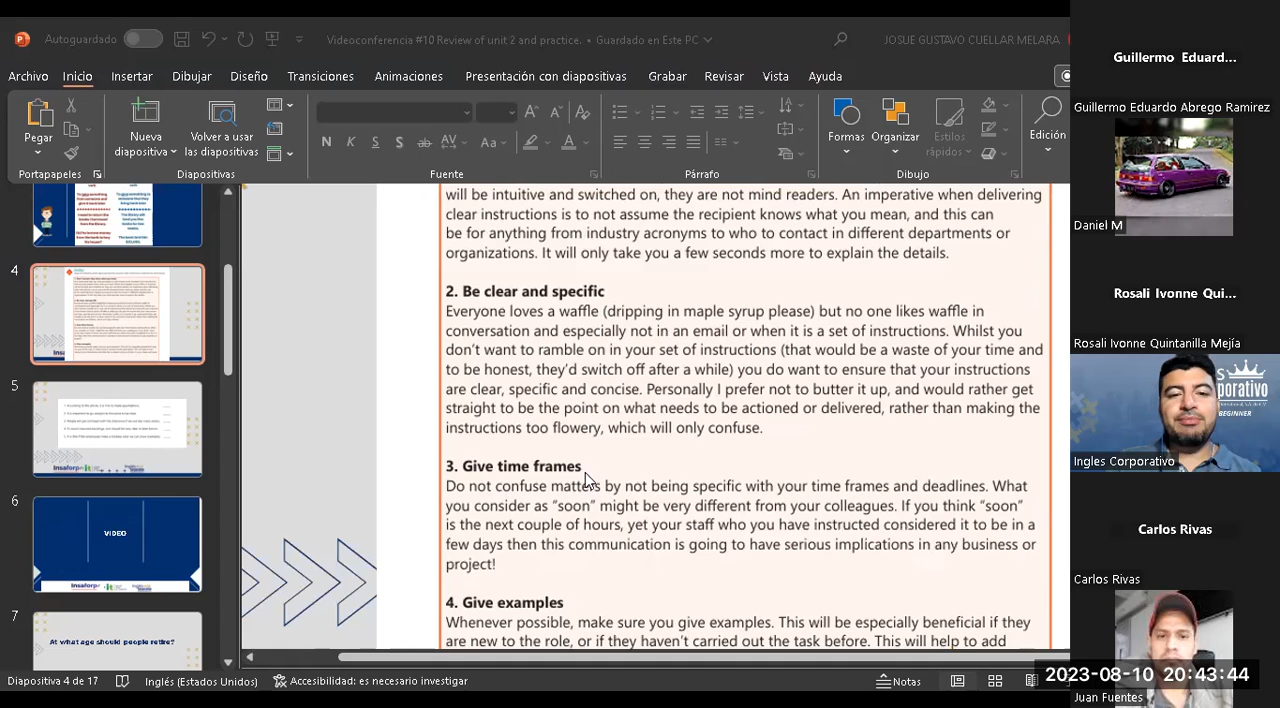 Autoguardado
Videoconferencia #10 Review of unit 2 and practice. • Guardado en Este PC
JOSUE GUSTAVO CUELLAR MELARA
Archivo Inicio Insertar Dibujar Diseño Transiciones Animaciones Presentación con diapositivas Grabar Revisar Vista Ayuda
Pegar
Nueva diapositiva
Volver a usar las diapositivas
N K S S ab AV Aa A
Formas
Organizar
Estilos rápidos
Edición
Portapapeles
Diapositivas
Fuente
Párrafo
Dibujo
4
5
6
VIDEO
Insaforp
7
At what age should people retire?
will be intuitive and switched on, they are not mind readers! An imperative when delivering
clear instructions is to not assume the recipient knows what you mean, and this can
be for anything from industry acronyms to who to contact in different departments or
organizations. It will only take you a few seconds more to explain the details.
2. Be clear and specific
Everyone loves a waffle (dripping in maple syrup please) but no one likes waffle in
conversation and especially not in an email or when it is a set of instructions. Whilst you
don't want to ramble on in your set of instructions (that would be a waste of your time and
to be honest, they'd switch off after a while) you do want to ensure that your instructions
are clear, specific and concise. Personally I prefer not to butter it up, and would rather get
straight to be the point on what needs to be actioned or delivered, rather than making the
instructions too flowery, which will only confuse.
3. Give time frames
Do not confuse matters by not being specific with your time frames and deadlines. What
you consider as “soon” might be very different from your colleagues. If you think “soon”
is the next couple of hours, yet your staff who you have instructed considered it to be in a
few days then this communication is going to have serious implications in any business or
project!
4. Give examples
Whenever possible, make sure you give examples. This will be especially beneficial if they
are new to the role, or if they haven't carried out the task before. This will help to add
Diapositiva 4 de 17
Inglés (Estados Unidos)
Accesibilidad: es necesario investigar
Notas
Guillermo Eduard...
Guillermo Eduardo Abrego Ramirez
Daniel M
Rosali Ivonne Qui...
Rosali Ivonne Quintanilla Mejía
porativo
BEGINNER
Ingles Corporativo
Carlos Rivas
Carlos Rivas
2023-08-10 20:43:44
Juan Fuentes